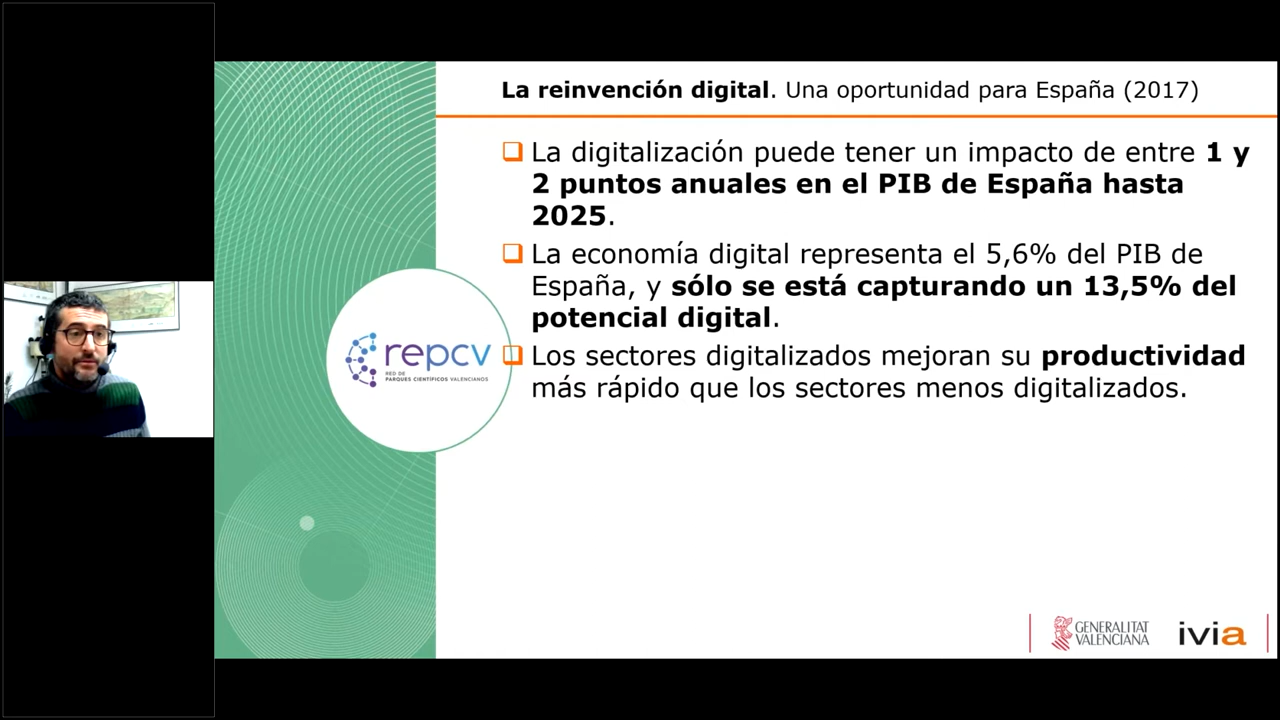 La reinvención digital. Una oportunidad para España (2017)
La digitalización puede tener un impacto de entre 1 y
2 puntos anuales en el PIB de España hasta
2025.
La economía digital representa el 5,6% del PIB de
España, y sólo se está capturando un 13,5% del
potencial digital.
Los sectores digitalizados mejoran su productividad
más rápido que los sectores menos digitalizados.
repcv
RED DE
PARQUES CIENTÍFICOS VALENCIANOS
GENERALITAT
VALENCIANA
ivia